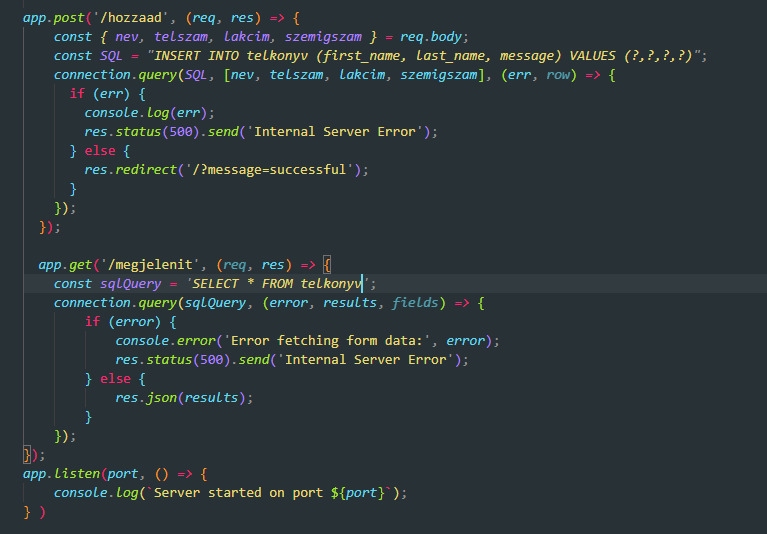 app.post('/hozzaad', (req, res) => {
const { nev, telszam, lakcim, szemigszam } = req.body;
const SQL = "INSERT INTO telkonyv (first_name, last_name, message) VALUES (?,?,?,?)";
connection.query(SQL, [nev, telszam, lakcim, szemigszam], (err, row) => {
if (err) {
console.log(err);
res.status(500).send('Internal Server Error');
} else {
res.redirect('/?message=successful');
}
});
});
app.get('/megjelenit', (req, res) => {
const sqlQuery = 'SELECT * FROM telkonyv';
connection.query(sqlQuery, (error, results, fields) => {
if (error) {
console.error('Error fetching form data:', error);
res.status(500).send('Internal Server Error');
} else {
res.json(results);
}
});
});
app.listen(port, () => {
console.log(`Server started on port ${port}`);
} )